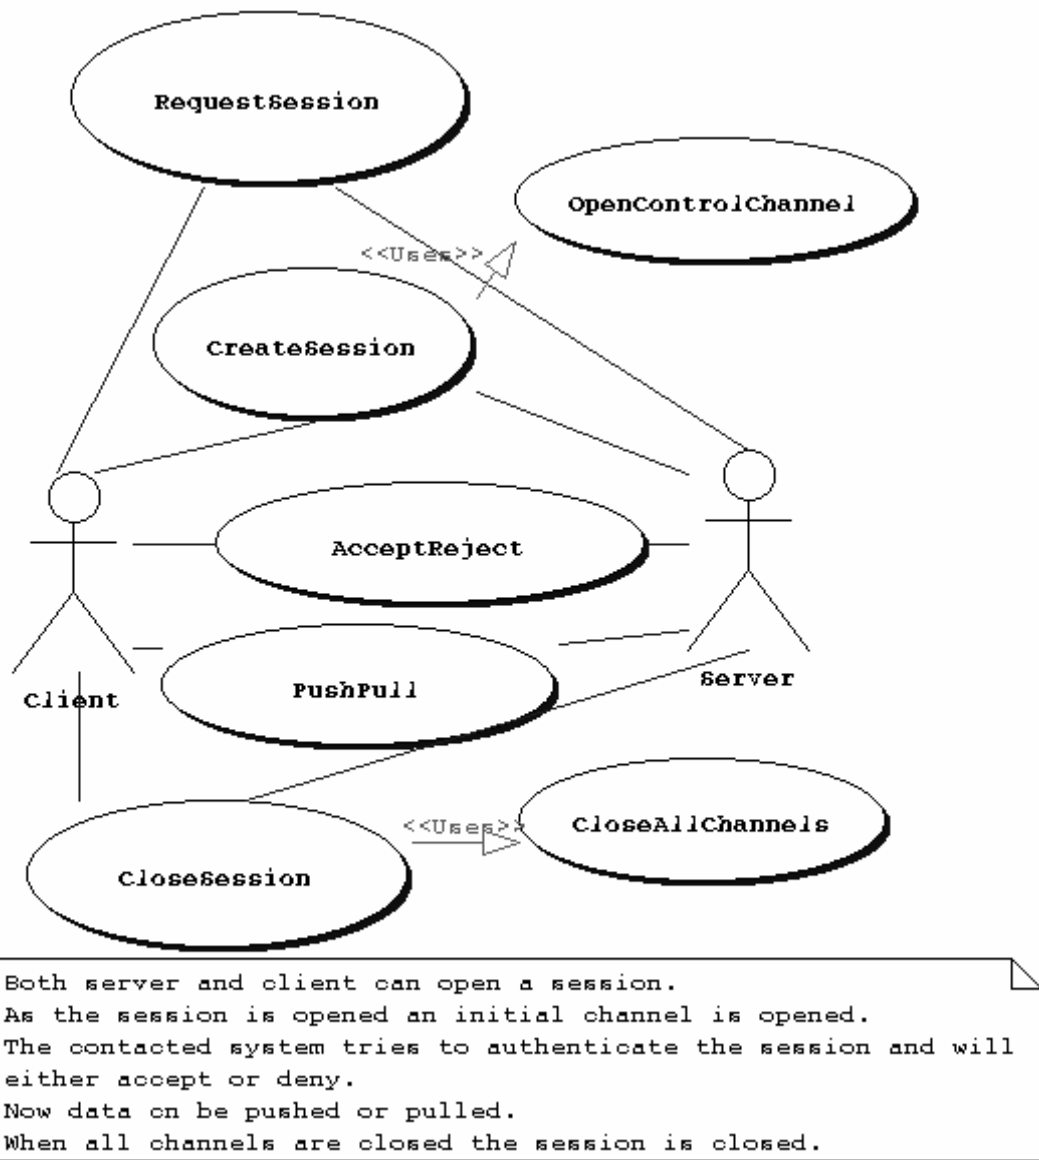 RequestSession
OpenControlChannel
<<Uses>>
CreateSession
AcceptReject
PushPull
Client
Server
<<Uses>>
CloseAllChannels
CloseSession
Both server and client can open a session.
As the session is opened an initial channel is opened.
The contacted system tries to authenticate the session and will
either accept or deny.
Now data cn be pushed or pulled.
When all channels are closed the session is closed.